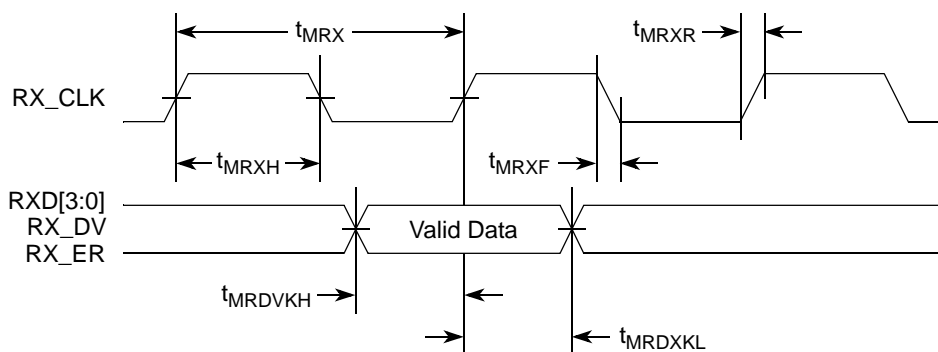 tMRX
tMRXR
RX_CLK
tMRXH
tMRXF
RXD[3:0]
RX_DV
RX_ER
Valid Data
tMRDVKH
tMRDXKL